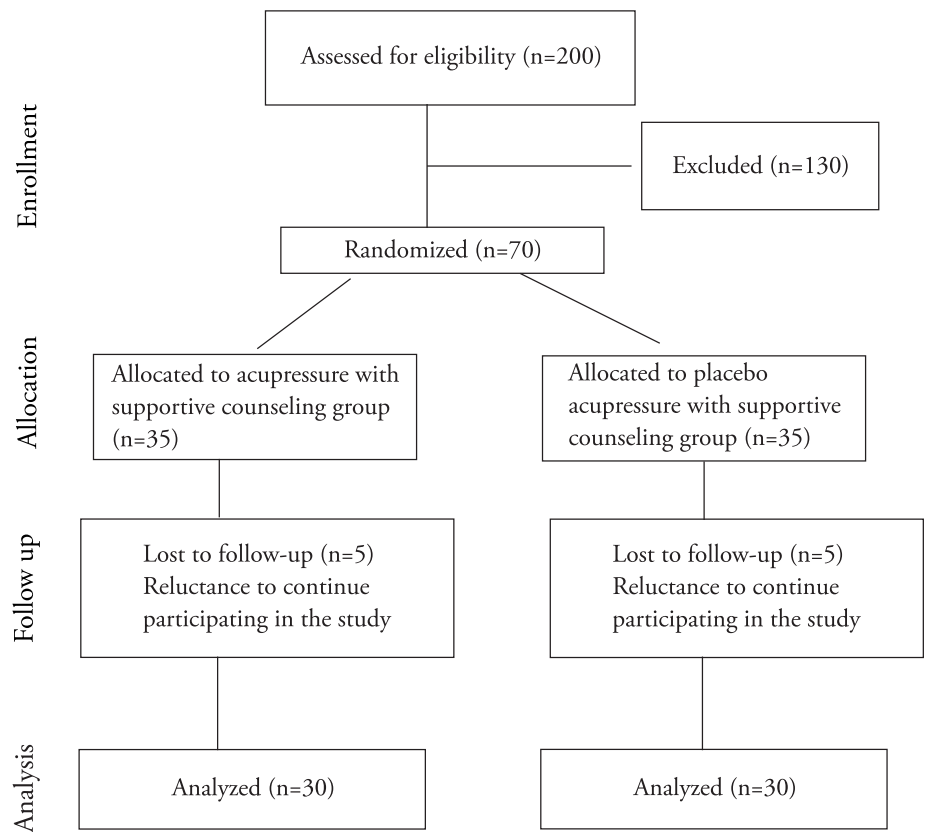 Enrollment
Assessed for eligibility (n=200)
Excluded (n=130)
Randomized (n=70)
Allocation
Allocated to acupressure with
supportive counseling group
(n=35)
Allocated to placebo
acupressure with supportive
counseling group (n=35)
Follow up
Lost to follow-up (n=5)
Reluctance to continue
participating in the study
Lost to follow-up (n=5)
Reluctance to continue
participating in the study
Analysis
Analyzed (n=30)
Analyzed (n=30)